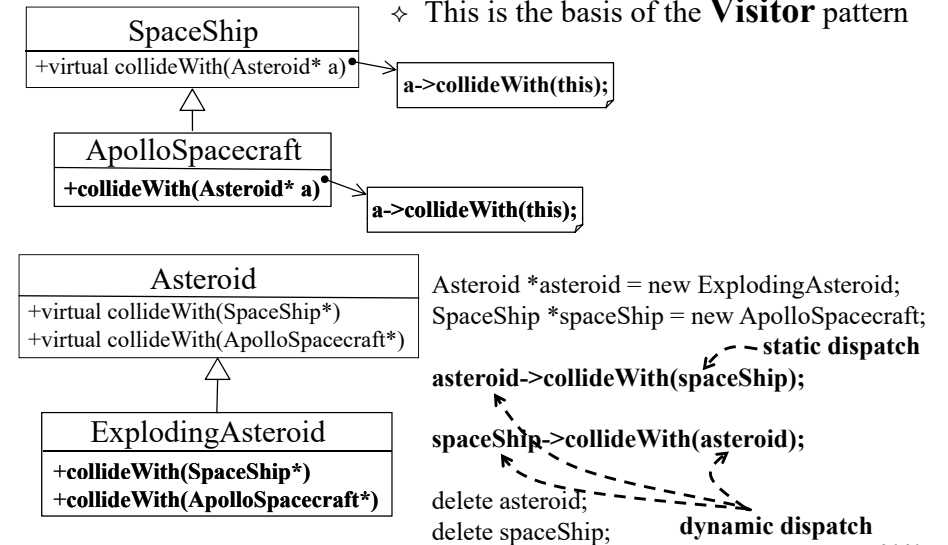 ✧ This is the basis of the Visitor pattern
SpaceShip
+virtual collideWith(Asteroid* a)
a->collideWith(this);
ApolloSpacecraft
+collideWith(Asteroid* a)
a->collideWith(this);
Asteroid
+virtual collideWith(SpaceShip*)
+virtual collideWith(ApolloSpacecraft*)
ExplodingAsteroid
+collideWith(SpaceShip*)
+collideWith(ApolloSpacecraft*)
Asteroid *asteroid = new ExplodingAsteroid;
SpaceShip *spaceShip = new ApolloSpacecraft;
static dispatch
asteroid->collideWith(spaceShip);
spaceShip->collideWith(asteroid);
delete asteroid;
delete spaceShip;
dynamic dispatch